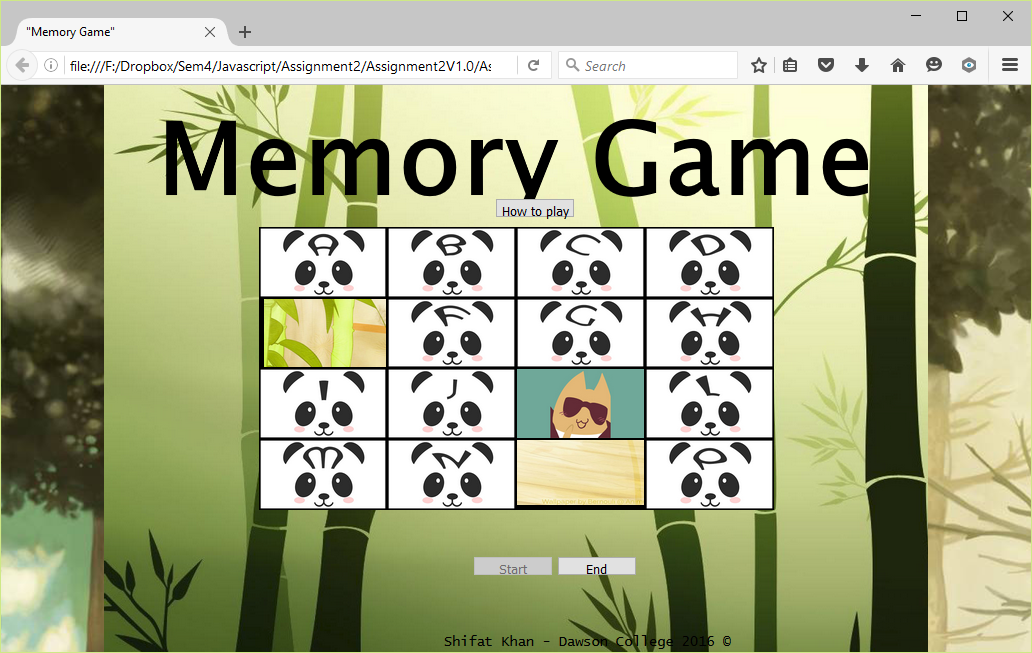 "Memory Game"
file:///F:/Dropbox/Sem4/Javascript/Assignment2/Assignment2V1.0/As
Search
Memory Game
How to play
A B C D
F G H
I J L
M N P
Start End
Shifat Khan - Dawson College 2016 ©